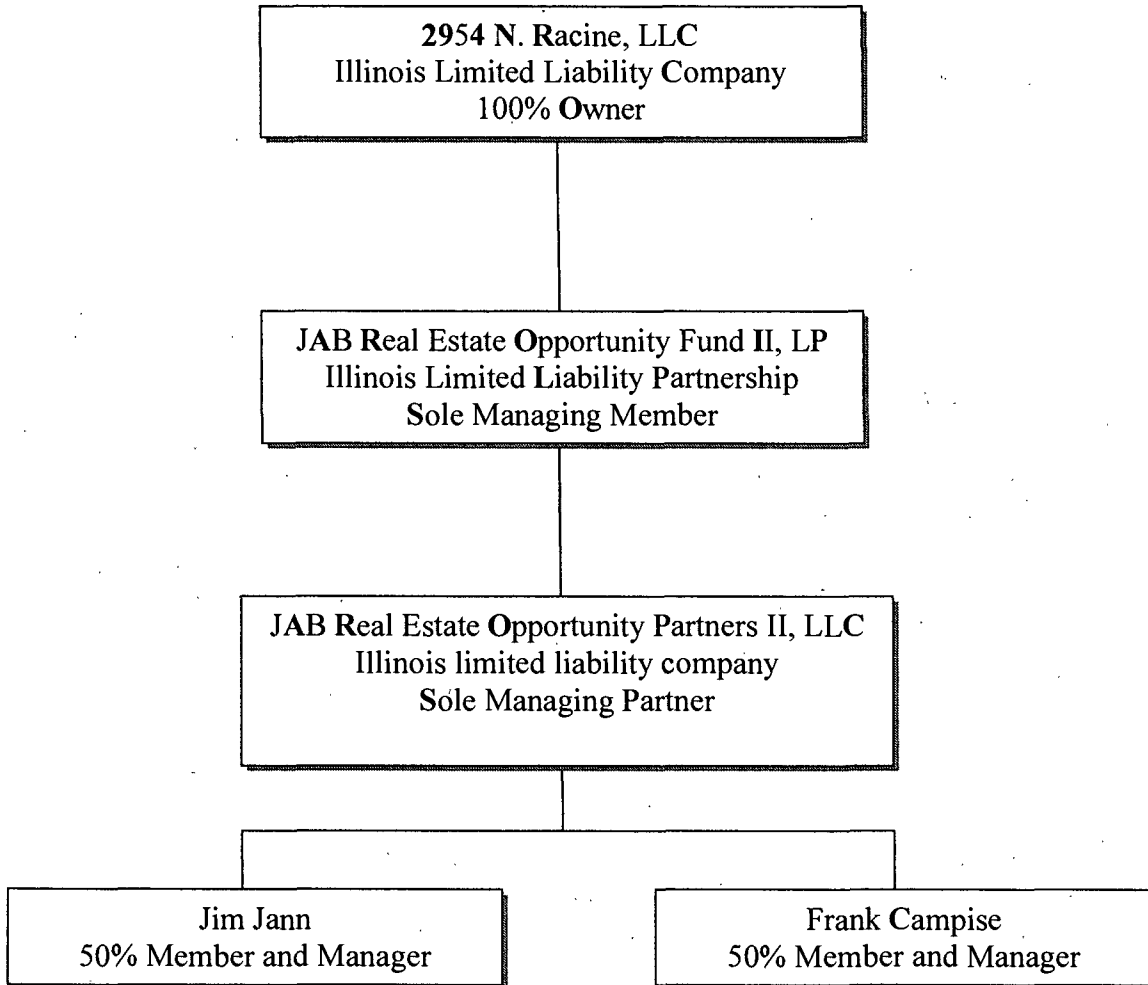 2954 N. Racine, LLC
Illinois Limited Liability Company
100% Owner
JAB Real Estate Opportunity Fund II, LP
Illinois Limited Liability Partnership
Sole Managing Member
JAB Real Estate Opportunity Partners II, LLC
Illinois limited liability company
Sole Managing Partner
Jim Jann
50% Member and Manager
Frank Campise
50% Member and Manager